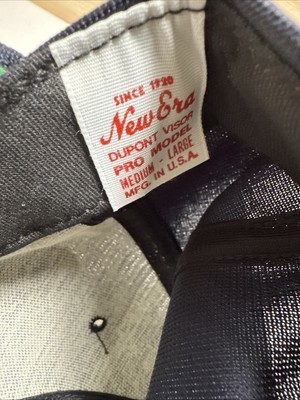 SINCE 1920
New Era
DUPONT VISOR
PRO MODEL
MEDIUM - LARGE
MFG. IN U.S.A.